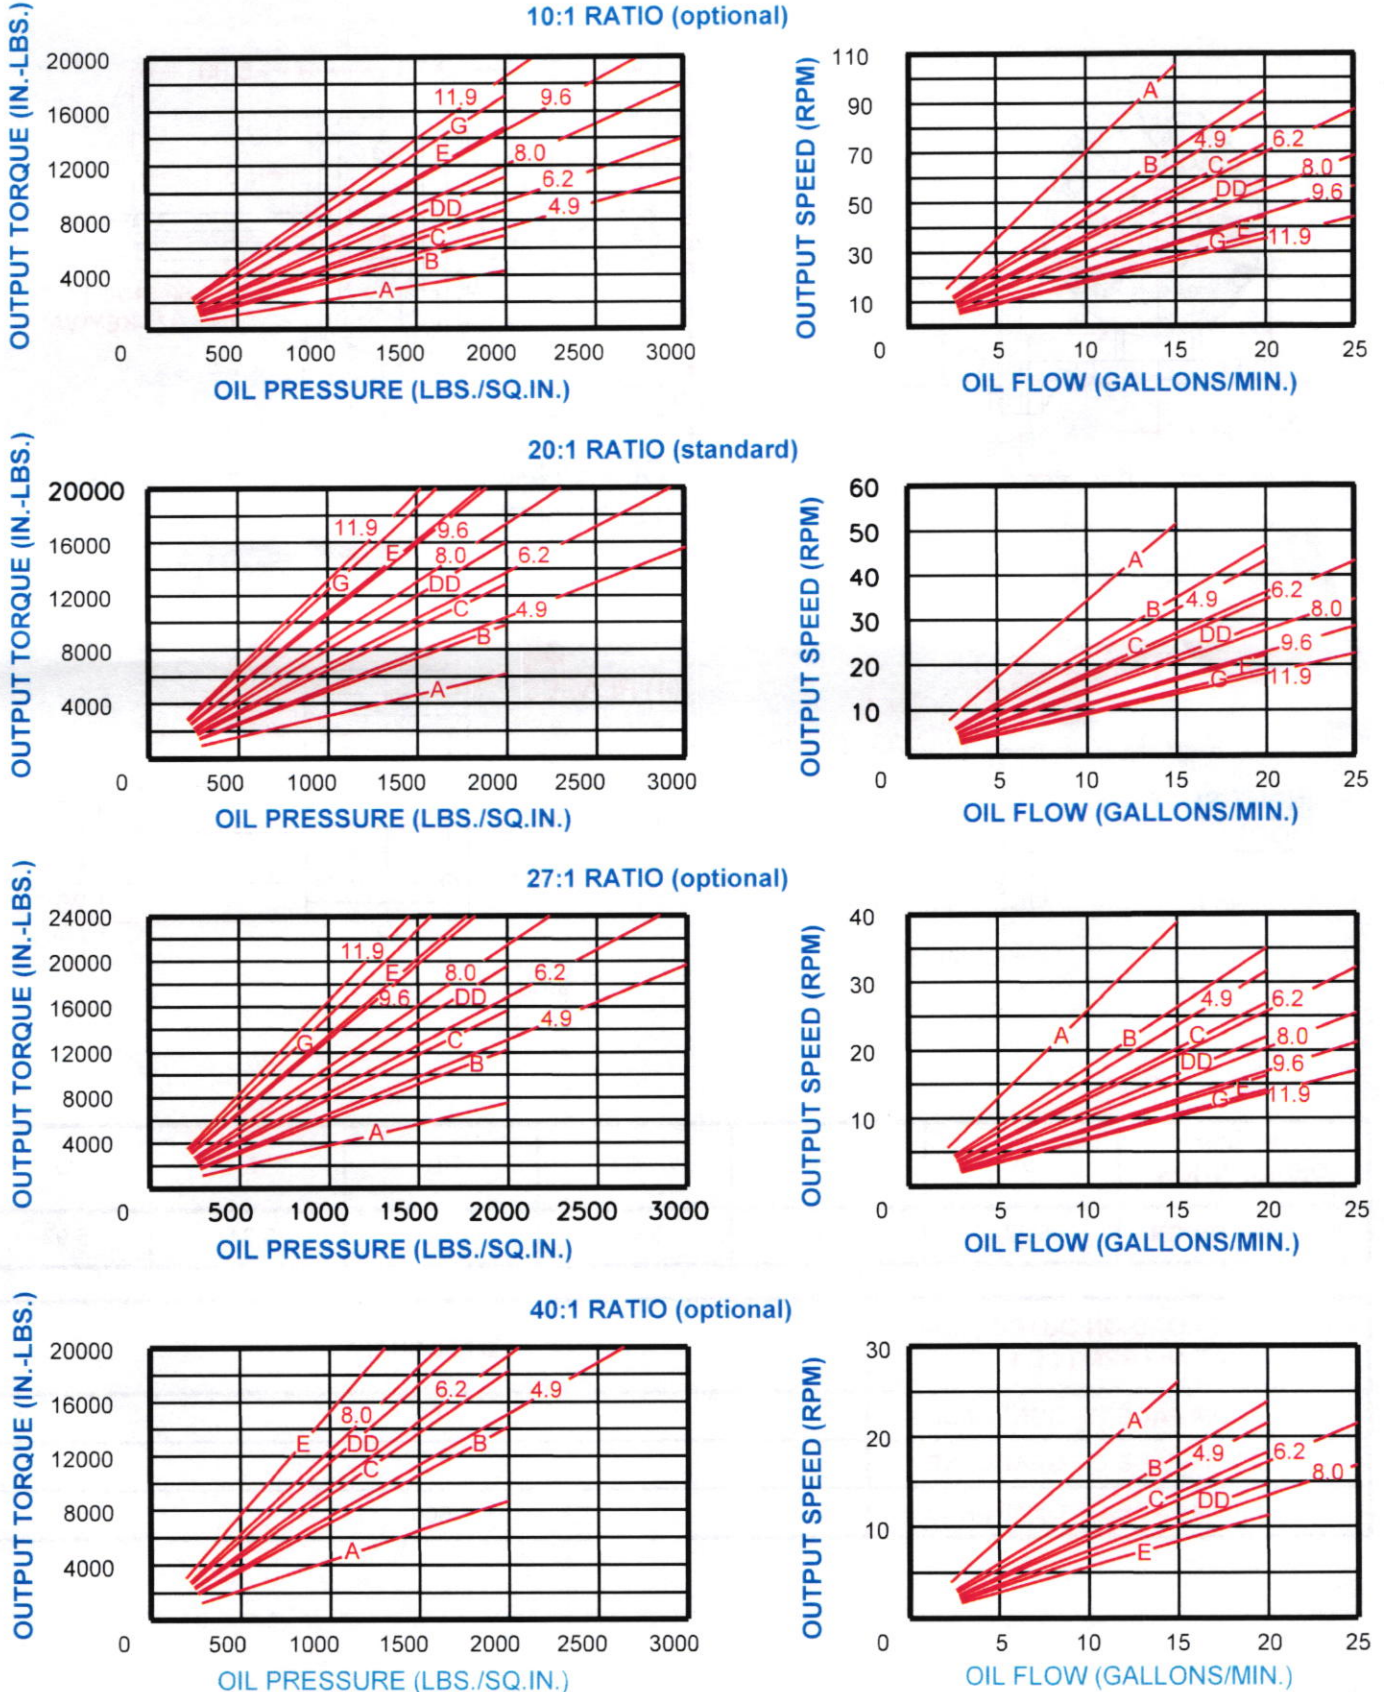 10:1 RATIO (optional)
OUTPUT TORQUE (IN.-LBS.)
20000
16000
12000
8000
4000
11.9
9.6
G
E
8.0
6.2
DD
4.9
C
B
A
0 500 1000 1500 2000 2500 3000
OIL PRESSURE (LBS./SQ.IN.)
OUTPUT SPEED (RPM)
110
90
70
50
30
10
A
4.9
6.2
B
C
8.0
DD
9.6
E
G
11.9
0 5 10 15 20 25
OIL FLOW (GALLONS/MIN.)
20:1 RATIO (standard)
OUTPUT TORQUE (IN.-LBS.)
20000
16000
12000
8000
4000
11.9
9.6
E
8.0
6.2
G
DD
C
4.9
B
A
0 500 1000 1500 2000 2500 3000
OIL PRESSURE (LBS./SQ.IN.)
OUTPUT SPEED (RPM)
60
50
40
30
20
10
A
6.2
4.9
B
8.0
DD
C
9.6
E
G
11.9
0 5 10 15 20 25
OIL FLOW (GALLONS/MIN.)
27:1 RATIO (optional)
OUTPUT TORQUE (IN.-LBS.)
24000
20000
16000
12000
8000
4000
11.9
E
8.0
6.2
9.6
DD
4.9
G
C
B
A
0 500 1000 1500 2000 2500 3000
OIL PRESSURE (LBS./SQ.IN.)
OUTPUT SPEED (RPM)
40
30
20
10
4.9
6.2
A
B
C
8.0
DD
9.6
E
G
11.9
0 5 10 15 20 25
OIL FLOW (GALLONS/MIN.)
40:1 RATIO (optional)
OUTPUT TORQUE (IN.-LBS.)
20000
16000
12000
8000
4000
6.2
4.9
8.0
E
DD
B
C
A
0 500 1000 1500 2000 2500 3000
OIL PRESSURE (LBS./SQ.IN.)
OUTPUT SPEED (RPM)
30
20
10
A
4.9
6.2
B
8.0
C
DD
E
0 5 10 15 20 25
OIL FLOW (GALLONS/MIN.)